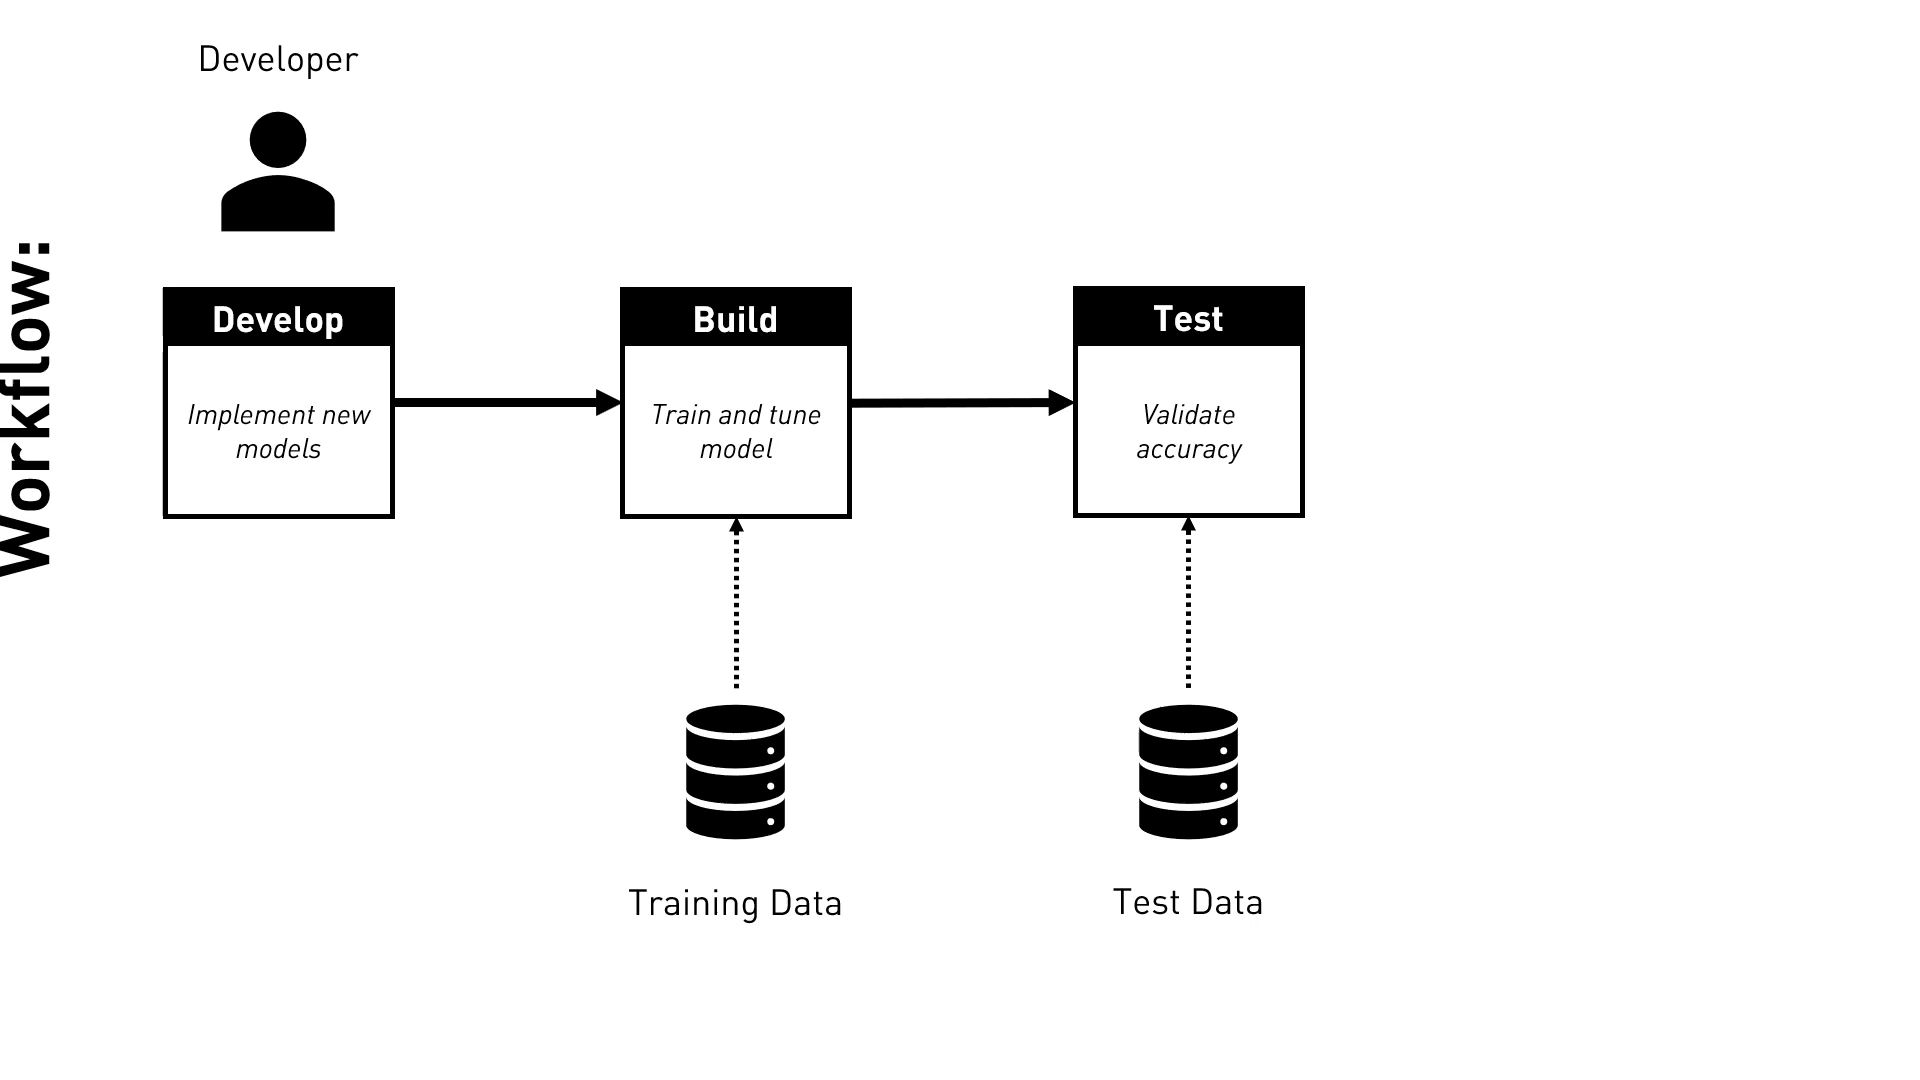 Workflow:
Developer
Develop
Implement new
models
Build
Train and tune
model
Test
Validate
accuracy
Training Data
Test Data